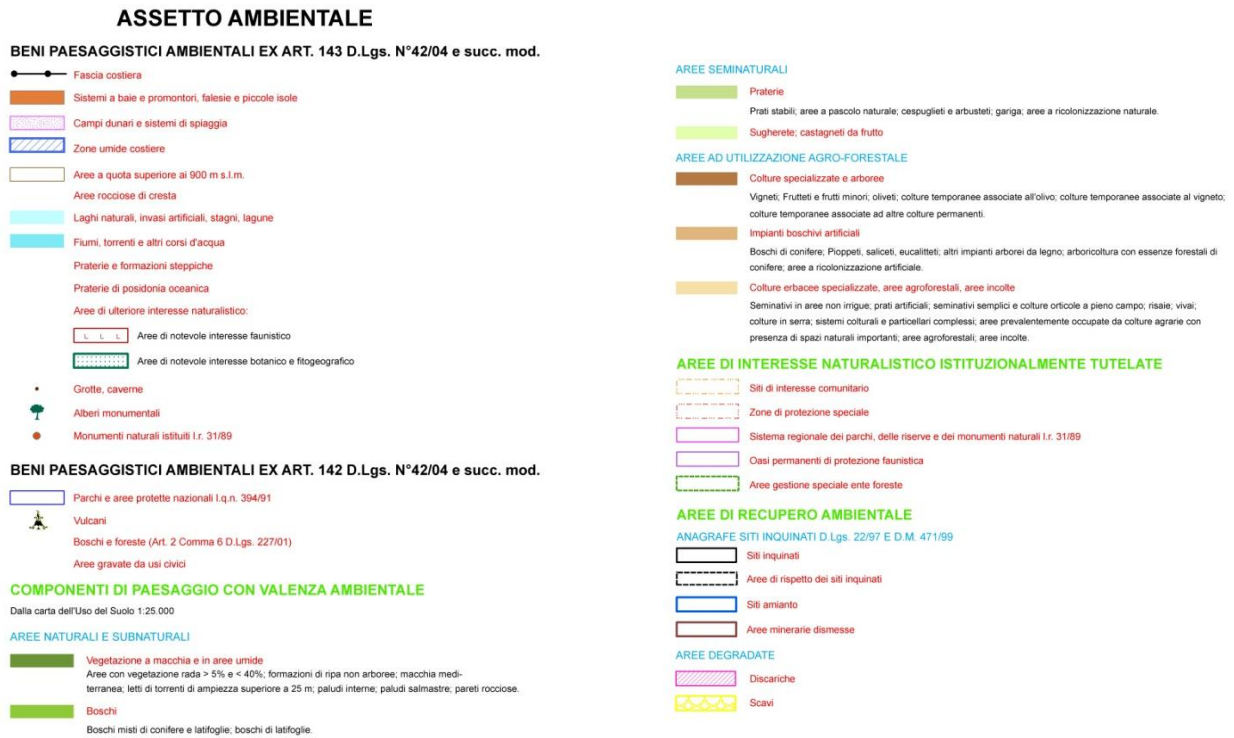 ASSETTO AMBIENTALE
BENI PAESAGGISTICI AMBIENTALI EX ART. 143 D.Lgs. N°42/04 e succ. mod.
Fascia costiera
Sistemi a baie e promontori, falesie e piccole isole
Campi dunari e sistemi di spiaggia
Zone umide costiere
Aree a quota superiore ai 900 m s.l.m.
Aree rocciose di cresta
Laghi naturali, invasi artificiali, stagni, lagune
Fiumi, torrenti e altri corsi d'acqua
Praterie e formazioni steppiche
Praterie di posidonia oceanica
Aree di ulteriore interesse naturalistico:
Aree di notevole interesse faunistico
Aree di notevole interesse botanico e fitogeografico
Grotte, caverne
Alberi monumentali
Monumenti naturali istituiti l.r. 31/89
BENI PAESAGGISTICI AMBIENTALI EX ART. 142 D.Lgs. N°42/04 e succ. mod.
Parchi e aree protette nazionali l.q.n. 394/91
Vulcani
Boschi e foreste (Art. 2 Comma 6 D.Lgs. 227/01)
Aree gravate da usi civici
COMPONENTI DI PAESAGGIO CON VALENZA AMBIENTALE
Dalla carta dell'Uso del Suolo 1:25.000
AREE NATURALI E SUBNATURALI
Vegetazione a macchia e in aree umide
Aree con vegetazione rada > 5% e < 40%; formazioni di ripa non arboree; macchia medi-
terranea; letti di torrenti di ampiezza superiore a 25 m; paludi interne; paludi salmastre; pareti rocciose.
Boschi
Boschi misti di conifere e latifoglie; boschi di latifoglie.
AREE SEMINATURALI
Praterie
Prati stabili; aree a pascolo naturale; cespuglieti e arbusteti; gariga; aree a ricolonizzazione naturale.
Sugherete; castagneti da frutto
AREE AD UTILIZZAZIONE AGRO-FORESTALE
Colture specializzate e arboree
Vigneti; Frutteti e frutti minori; oliveti; colture temporanee associate all'olivo; colture temporanee associate al vigneto;
colture temporanee associate ad altre colture permanenti.
Impianti boschivi artificiali
Boschi di conifere; Pioppeti, saliceti, eucalitteti; altri impianti arborei da legno; arboricoltura con essenze forestali di
conifere; aree a ricolonizzazione artificiale.
Colture erbacee specializzate, aree agroforestali, aree incolte
Seminativi in aree non irrigue; prati artificiali; seminativi semplici e colture orticole a pieno campo; risaie; vivai;
colture in serra; sistemi colturali e particellari complessi; aree prevalentemente occupate da colture agrarie con
presenza di spazi naturali importanti; aree agroforestali; aree incolte.
AREE DI INTERESSE NATURALISTICO ISTITUZIONALMENTE TUTELATE
Siti di interesse comunitario
Zone di protezione speciale
Sistema regionale dei parchi, delle riserve e dei monumenti naturali l.r. 31/89
Oasi permanenti di protezione faunistica
Aree gestione speciale ente foreste
AREE DI RECUPERO AMBIENTALE
ANAGRAFE SITI INQUINATI D.Lgs. 22/97 E D.M. 471/99
Siti inquinati
Aree di rispetto dei siti inquinati
Siti amianto
Aree minerarie dismesse
AREE DEGRADATE
Discariche
Scavi